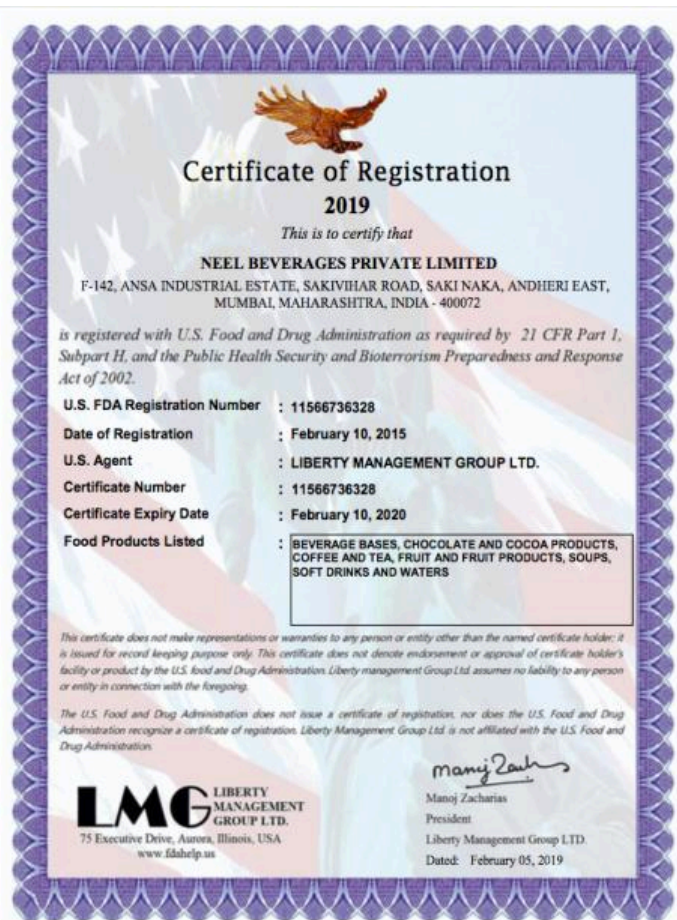 Certificate of Registration
2019
This is to certify that
NEEL BEVERAGES PRIVATE LIMITED
F-142, ANSA INDUSTRIAL ESTATE, SAKIVIHAR ROAD, SAKI NAKA, ANDHERI EAST,
MUMBAI, MAHARASHTRA, INDIA - 400072
is registered with U.S. Food and Drug Administration as required by 21 CFR Part 1,
Subpart H, and the Public Health Security and Bioterrorism Preparedness and Response
Act of 2002.
U.S. FDA Registration Number : 11566736328
Date of Registration : February 10, 2015
U.S. Agent : LIBERTY MANAGEMENT GROUP LTD.
Certificate Number : 11566736328
Certificate Expiry Date : February 10, 2020
Food Products Listed : BEVERAGE BASES, CHOCOLATE AND COCOA PRODUCTS,
COFFEE AND TEA, FRUIT AND FRUIT PRODUCTS, SOUPS,
SOFT DRINKS AND WATERS
This certificate does not make representations or warranties to any person or entity other than the named certificate holder; it
is issued for record keeping purpose only. This certificate does not denote endorsement or approval of certificate holder's
facility or product by the U.S. food and Drug Administration. Liberty management Group Ltd. assumes no liability to any person
or entity in connection with the foregoing.
The U.S. Food and Drug Administration does not issue a certificate of registration, nor does the U.S. Food and Drug
Administration recognize a certificate of registration. Liberty Management Group Ltd. is not affiliated with the U.S. Food and
Drug Administration.
LMG LIBERTY
MANAGEMENT
GROUP LTD.
75 Executive Drive, Aurora, Illinois, USA
www.fdahelp.us
Manoj Zacharias
President
Liberty Management Group LTD.
Dated: February 05, 2019